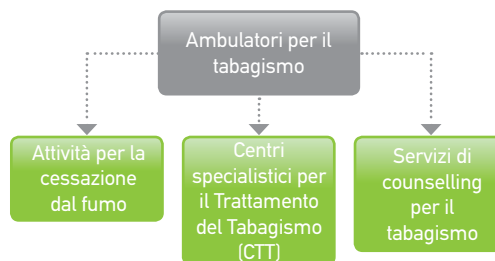 Ambulatori per il
tabagismo
Attività per la
cessazione
dal fumo
Centri
specialistici per
il Trattamento
del Tabagismo
(CTT)
Servizi di
counselling
per il
tabagismo